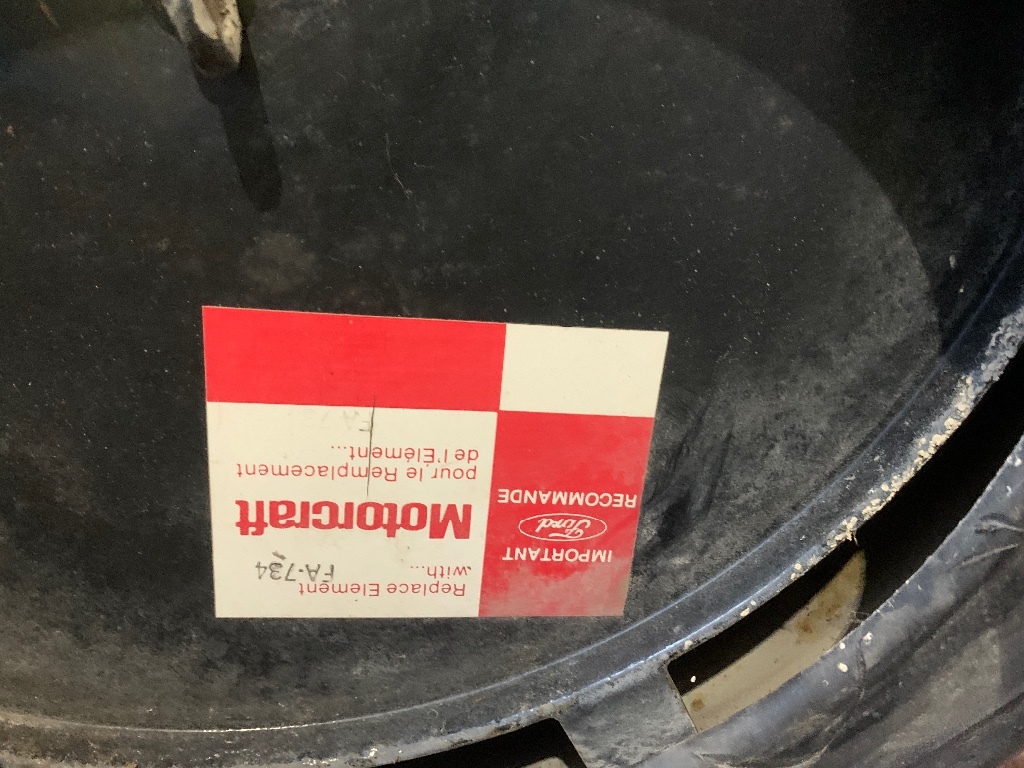 IMPORTANT
Ford
RECOMMANDE
Replace Element
with... FA-734
Motorcraft
pour le Remplacement
de l'Elément...